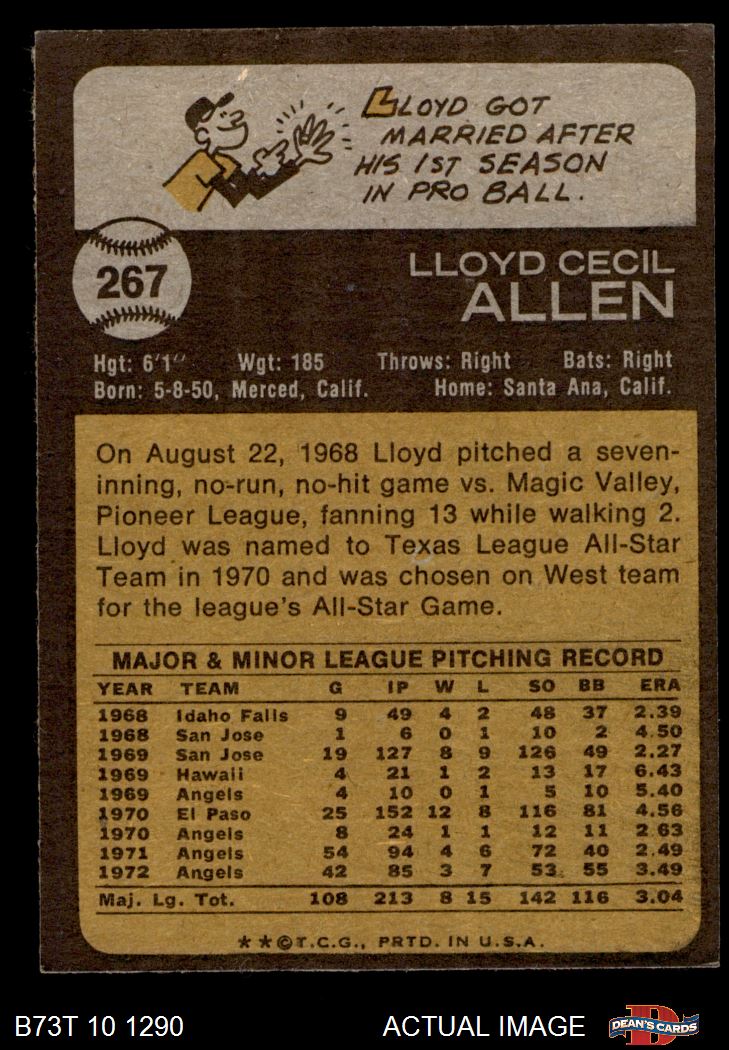 LLOYD GOT
MARRIED AFTER
HIS 1ST SEASON
IN PRO BALL.
267
LLOYD CECIL
ALLEN
Hgt: 6'1" Wgt: 185 Throws: Right Bats: Right
Born: 5-8-50, Merced, Calif. Home: Santa Ana, Calif.
On August 22, 1968 Lloyd pitched a seven-
inning, no-run, no-hit game vs. Magic Valley,
Pioneer League, fanning 13 while walking 2.
Lloyd was named to Texas League All-Star
Team in 1970 and was chosen on West team
for the league's All-Star Game.
MAJOR & MINOR LEAGUE PITCHING RECORD
YEAR TEAM G IP W L SO BB ERA
1968 Idaho Falls 9 49 4 2 48 37 2.39
1968 San Jose 1 6 0 1 10 2 4.50
1969 San Jose 19 127 8 9 126 49 2.27
1969 Hawaii 4 21 1 2 13 17 6.43
1969 Angels 4 10 0 1 5 10 5.40
1970 El Paso 25 152 12 8 116 81 4.56
1970 Angels 8 24 1 1 12 11 2.63
1971 Angels 54 94 4 6 72 40 2.49
1972 Angels 42 85 3 7 53 55 3.49
Maj. Lg. Tot. 108 213 8 15 142 116 3.04
**©T.C.G., PRTD. IN U.S.A.
B73T 10 1290 ACTUAL IMAGE D DEAN'S CARDS